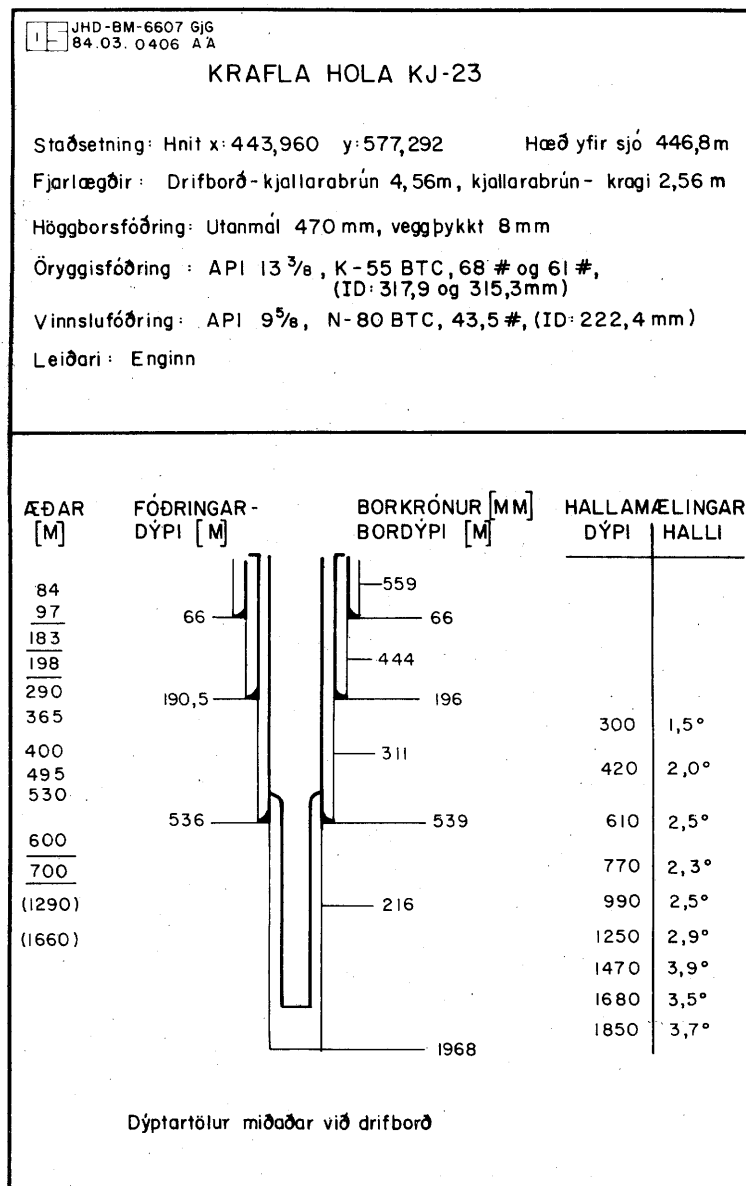 JHD-BM-6607 GjG
84.03.0406 AÁ
KRAFLA HOLA KJ-23
Staðsetning: Hnit x: 443,960 y: 577,292 Hæð yfir sjó 446,8 m
Fjarlægðir: Drifborð-kjallarabrún 4,56m, kjallarabrún-kragi 2,56 m
Höggborsfóðring: Utanmál 470 mm, veggþykkt 8 mm
Öryggisfóðring: API 13 3/8, K-55 BTC, 68 # og 61 #,
(ID: 317,9 og 315,3mm)
Vinnslufóðring: API 9 5/8, N-80 BTC, 43,5 #, (ID: 222,4 mm)
Leiðari: Enginn
ÆÐAR
[M]
84
97
183
198
290
365
400
495
530
600
700
(1290)
(1660)
FÓÐRINGAR-
DÝPI [M]
66
190,5
536
BORKRÓNUR [MM]
BORDÝPI [M]
559
66
444
196
311
539
216
1968
HALLAMÆLINGAR
DÝPI HALLI
300 1,5°
420 2,0°
610 2,5°
770 2,3°
990 2,5°
1250 2,9°
1470 3,9°
1680 3,5°
1850 3,7°
Dýptartölur miðaðar við drifborð